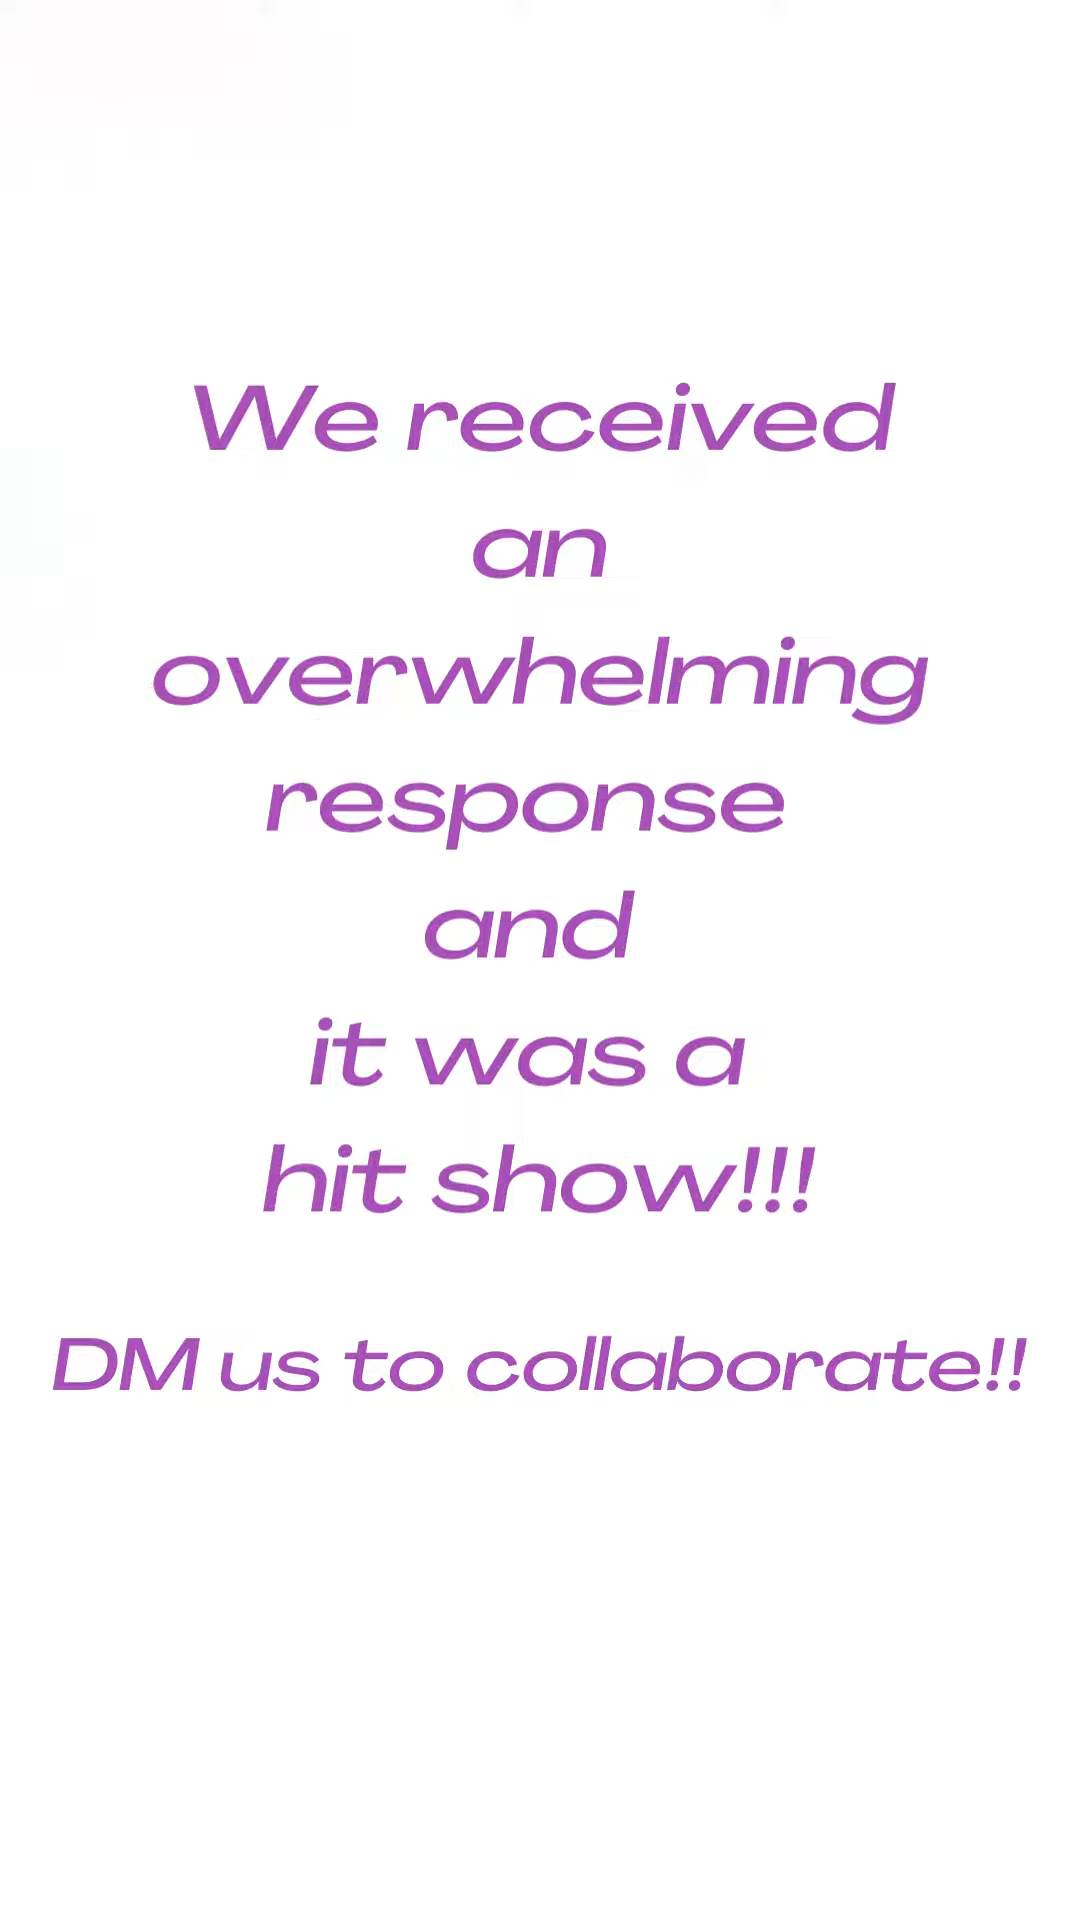 We received
an
overwhelming
response
and
it was a
hit show!!!
DM us to collaborate!!